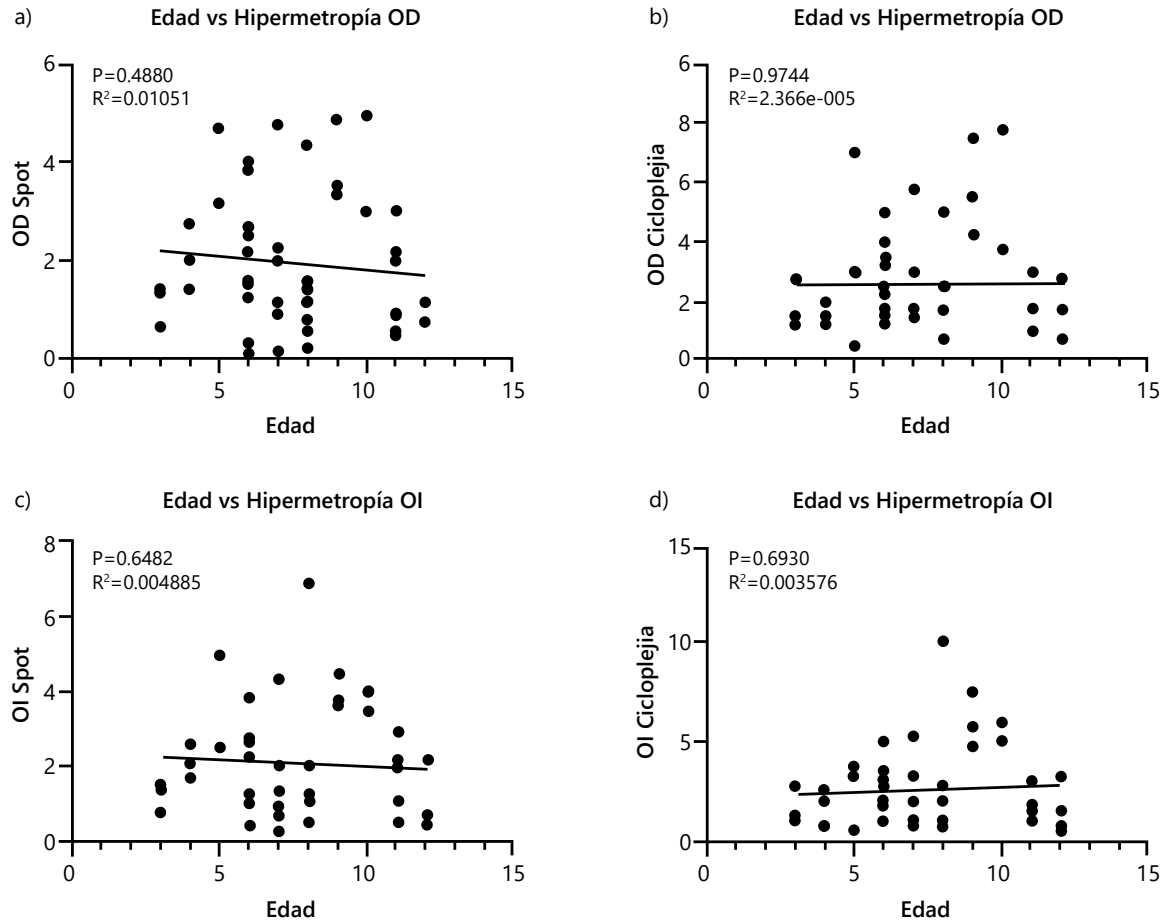 a)
Edad vs Hipermetropía OD
P=0.4880
R²=0.01051
6
4
2
0
OD Spot
0 5 10 15
Edad
b)
Edad vs Hipermetropía OD
P=0.9744
R²=2.366e-005
6
8
6
4
2
0
OD Cicloplejia
0 5 10 15
Edad
c)
Edad vs Hipermetropía OI
P=0.6482
R²=0.004885
8
6
4
2
0
OI Spot
0 5 10 15
Edad
d)
Edad vs Hipermetropía OI
P=0.6930
R²=0.003576
15
10
5
0
OI Cicloplejia
0 5 10 15
Edad